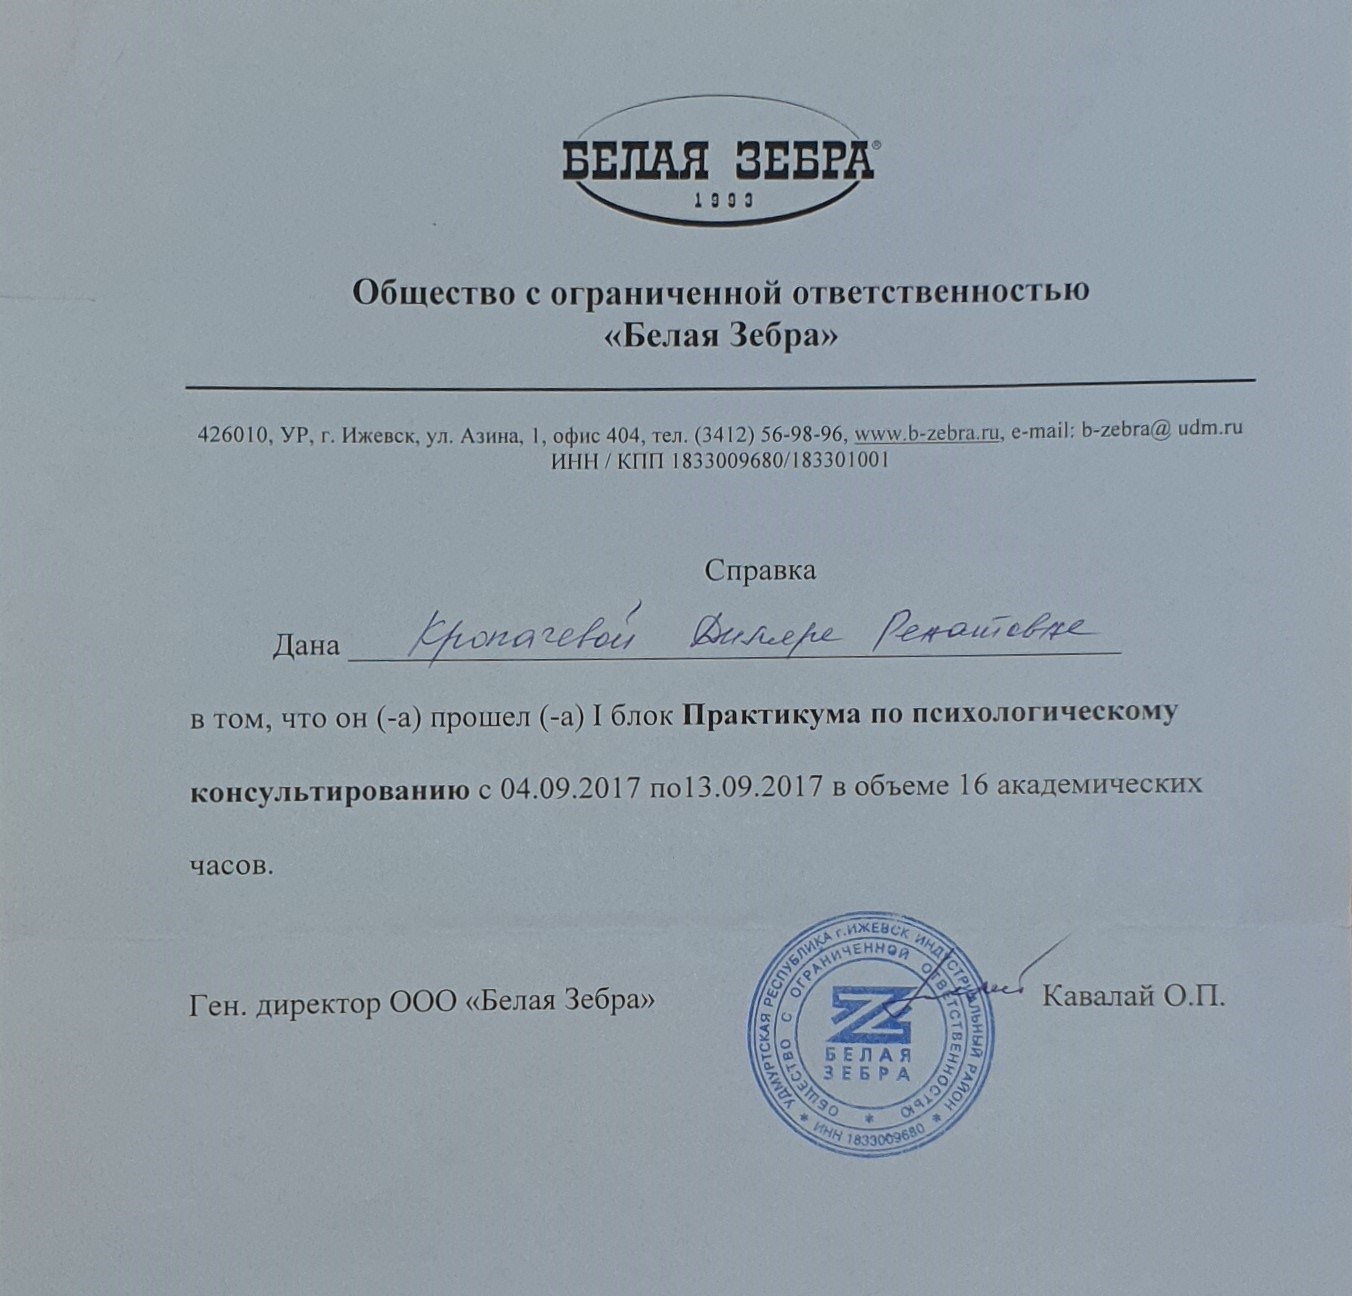 БЕЛАЯ ЗЕБРА®
1993
Общество с ограниченной ответственностью
«Белая Зебра»
426010, УР, г. Ижевск, ул. Азина, 1, офис 404, тел. (3412) 56-98-96, www.b-zebra.ru, e-mail: b-zebra@ udm.ru
ИНН / КПП 1833009680/183301001
Справка
Дана Кропачевой Диляре Ренатовне
в том, что он (-а) прошел (-а) I блок Практикума по психологическому
консультированию с 04.09.2017 по13.09.2017 в объеме 16 академических
часов.
Ген. директор ООО «Белая Зебра»
Кавалай О.П.
УДМУРТСКАЯ РЕСПУБЛИКА г.ИЖЕВСК ИНДУСТРИАЛЬНЫЙ РАЙОН
* ИНН 1833009680 *
ОБЩЕСТВО С ОГРАНИЧЕННОЙ ОТВЕТСТВЕННОСТЬЮ *
БЕЛАЯ
ЗЕБРА